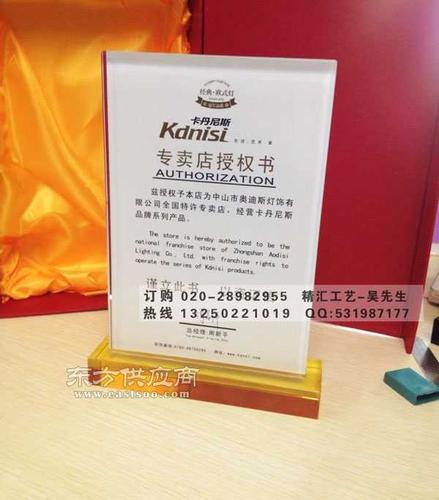 经典·欧式灯
卡丹尼斯
Kdnisi
专卖店授权书
AUTHORIZATION
兹授权予本店为中山市奥迪斯灯饰有
限公司全国特许专卖店，经营卡丹尼斯
品牌系列产品。
The store is hereby authorized to be the
national franchise store of Zhongshan Aodisi
Lighting Co., Ltd. with franchise rights to
operate the series of Kdnisi products.
谨立此书
订购 020-28982955 精汇工艺-吴先生
热线 13250221019 QQ:531987177
总经理
东方供应商
www.eastsoo.com